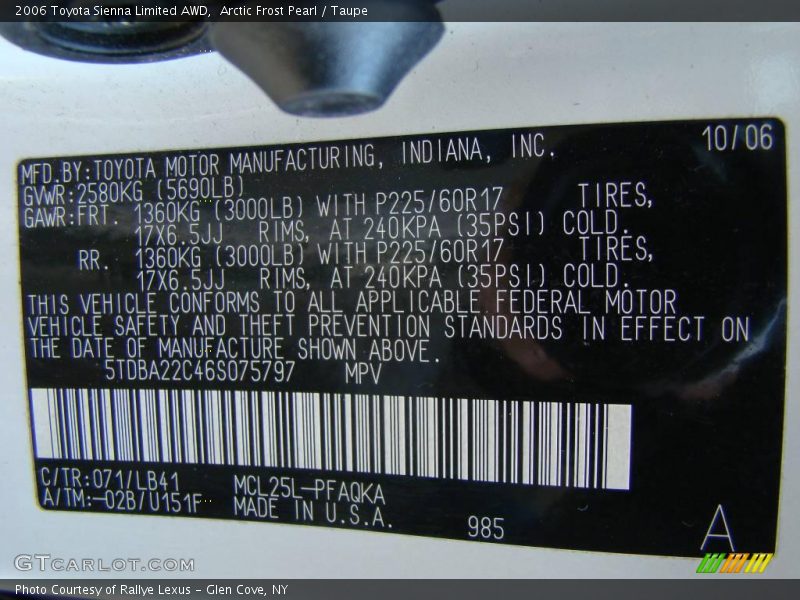 2006 Toyota Sienna Limited AWD, Arctic Frost Pearl / Taupe
10/06
MFD.BY:TOYOTA MOTOR MANUFACTURING, INDIANA, INC.
GVWR:2580KG (5690LB)
GAWR:FRT. 1360KG (3000LB) WITH P225/60R17 TIRES,
17X6.5JJ RIMS, AT 240KPA (35PSI) COLD.
RR. 1360KG (3000LB) WITH P225/60R17 TIRES,
17X6.5JJ RIMS, AT 240KPA (35PSI) COLD.
THIS VEHICLE CONFORMS TO ALL APPLICABLE FEDERAL MOTOR
VEHICLE SAFETY AND THEFT PREVENTION STANDARDS IN EFFECT ON
THE DATE OF MANUFACTURE SHOWN ABOVE.
5TDBA22C46S075797 MPV
C/TR:071/LB41 MCL25L-PFAQKA
A/TM:-02B/U151F MADE IN U.S.A.
985
A
GTCARLOT.COM
Photo Courtesy of Rallye Lexus - Glen Cove, NY